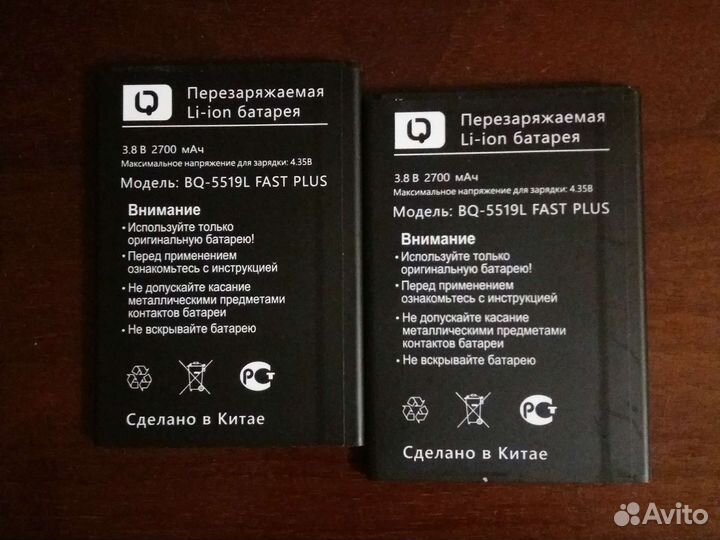 Перезаряжаемая
Li-ion батарея
3.8 В 2700 мАч
Максимальное напряжение для зарядки: 4.35В
Модель: BQ-5519L FAST PLUS
Внимание
• Используйте только
оригинальную батарею!
• Перед применением
ознакомьтесь с инструкцией
• Не допускайте касание
металлическими предметами
контактов батареи
• Не вскрывайте батарею
Сделано в Китае
Перезаряжаемая
Li-ion батарея
3.8 В 2700 мАч
Максимальное напряжение для зарядки: 4.35В
Модель: BQ-5519L FAST PLUS
Внимание
• Используйте только
оригинальную батарею!
• Перед применением
ознакомьтесь с инструкцией
• Не допускайте касание
металлическими предметами
контактов батареи
• Не вскрывайте батарею
Сделано в Китае
Avito